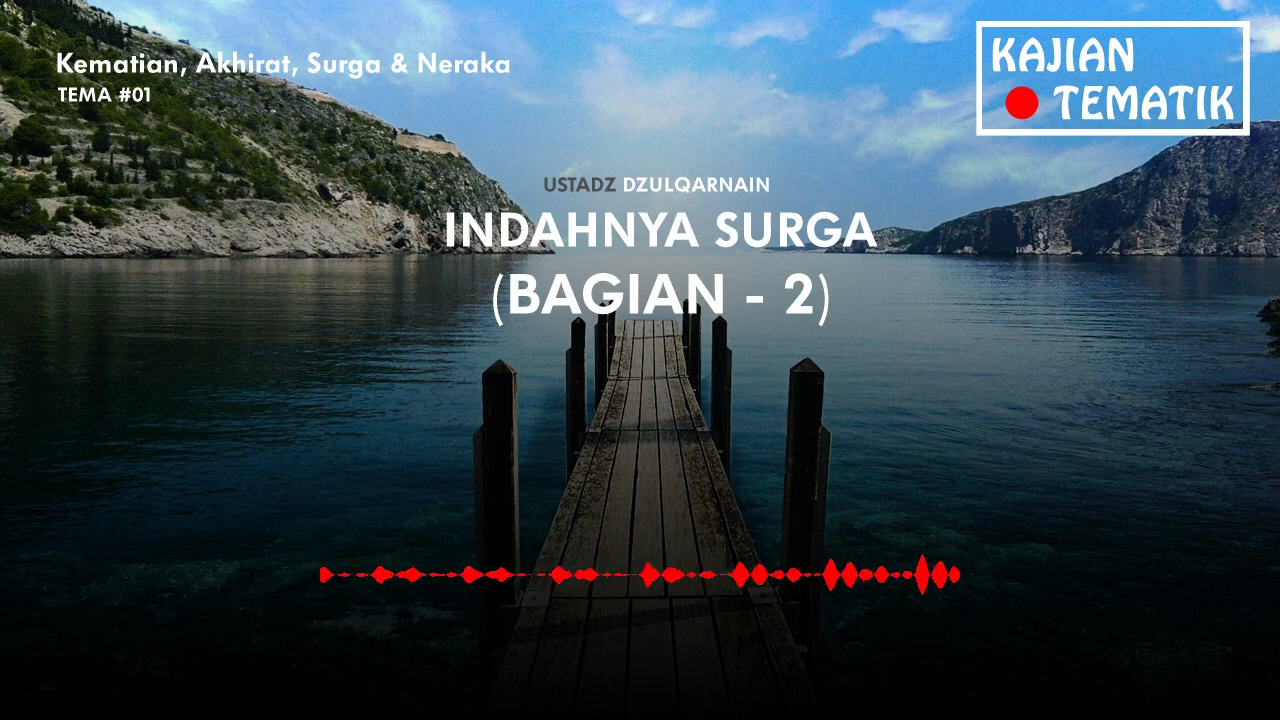 Kematian, Akhirat, Surga & Neraka
TEMA #01
KAJIAN
TEMATIK
USTADZ DZULQARNAIN
INDAHNYA SURGA
(BAGIAN - 2)